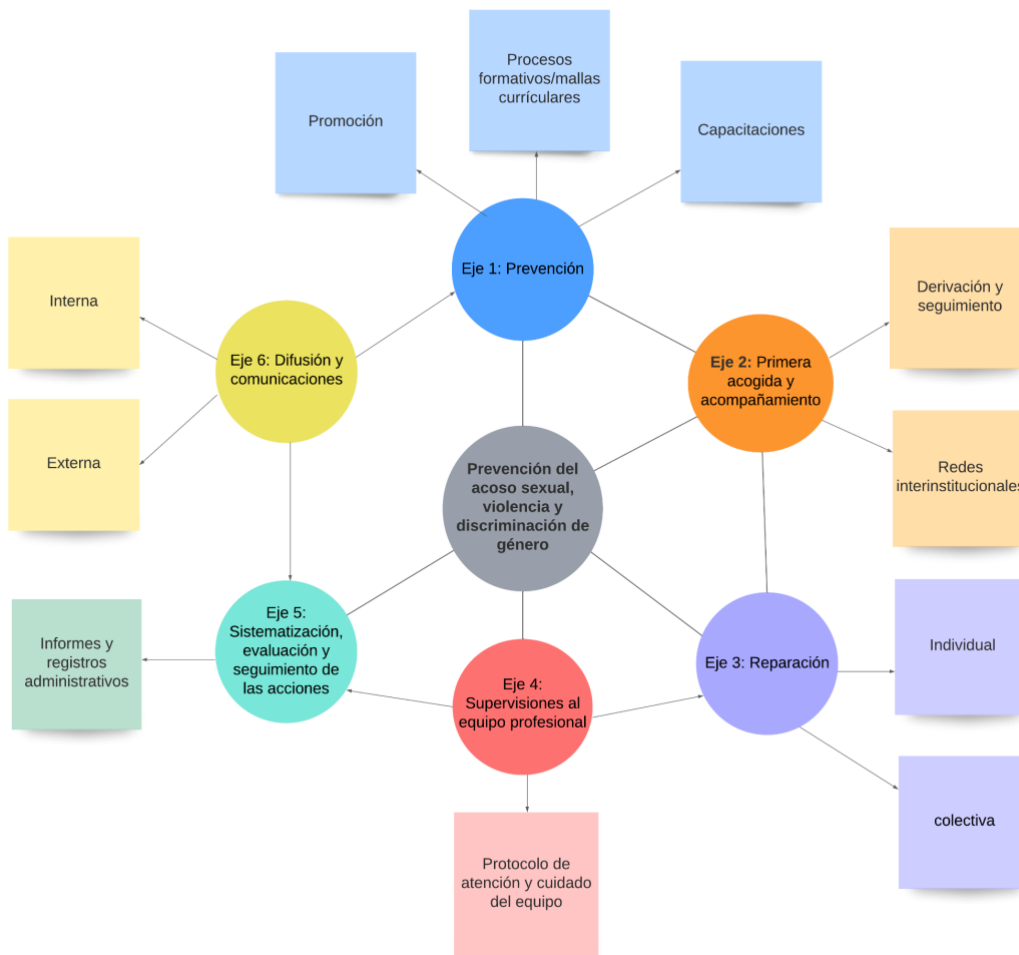 Procesos
formativos/mallas
currículares
Promoción
Capacitaciones
Eje 1: Prevención
Interna
Derivación y
seguimiento
Eje 6: Difusión y
comunicaciones
Eje 2: Primera
acogida y
acompañamiento
Externa
Redes
interinstitucionales
Prevención del
acoso sexual,
violencia y
discriminación de
género
Informes y
registros
administrativos
Eje 5:
Sistematización,
evaluación y
seguimiento de
las acciones
Eje 4:
Supervisiones al
equipo profesional
Eje 3: Reparación
Individual
colectiva
Protocolo de
atención y cuidado
del equipo